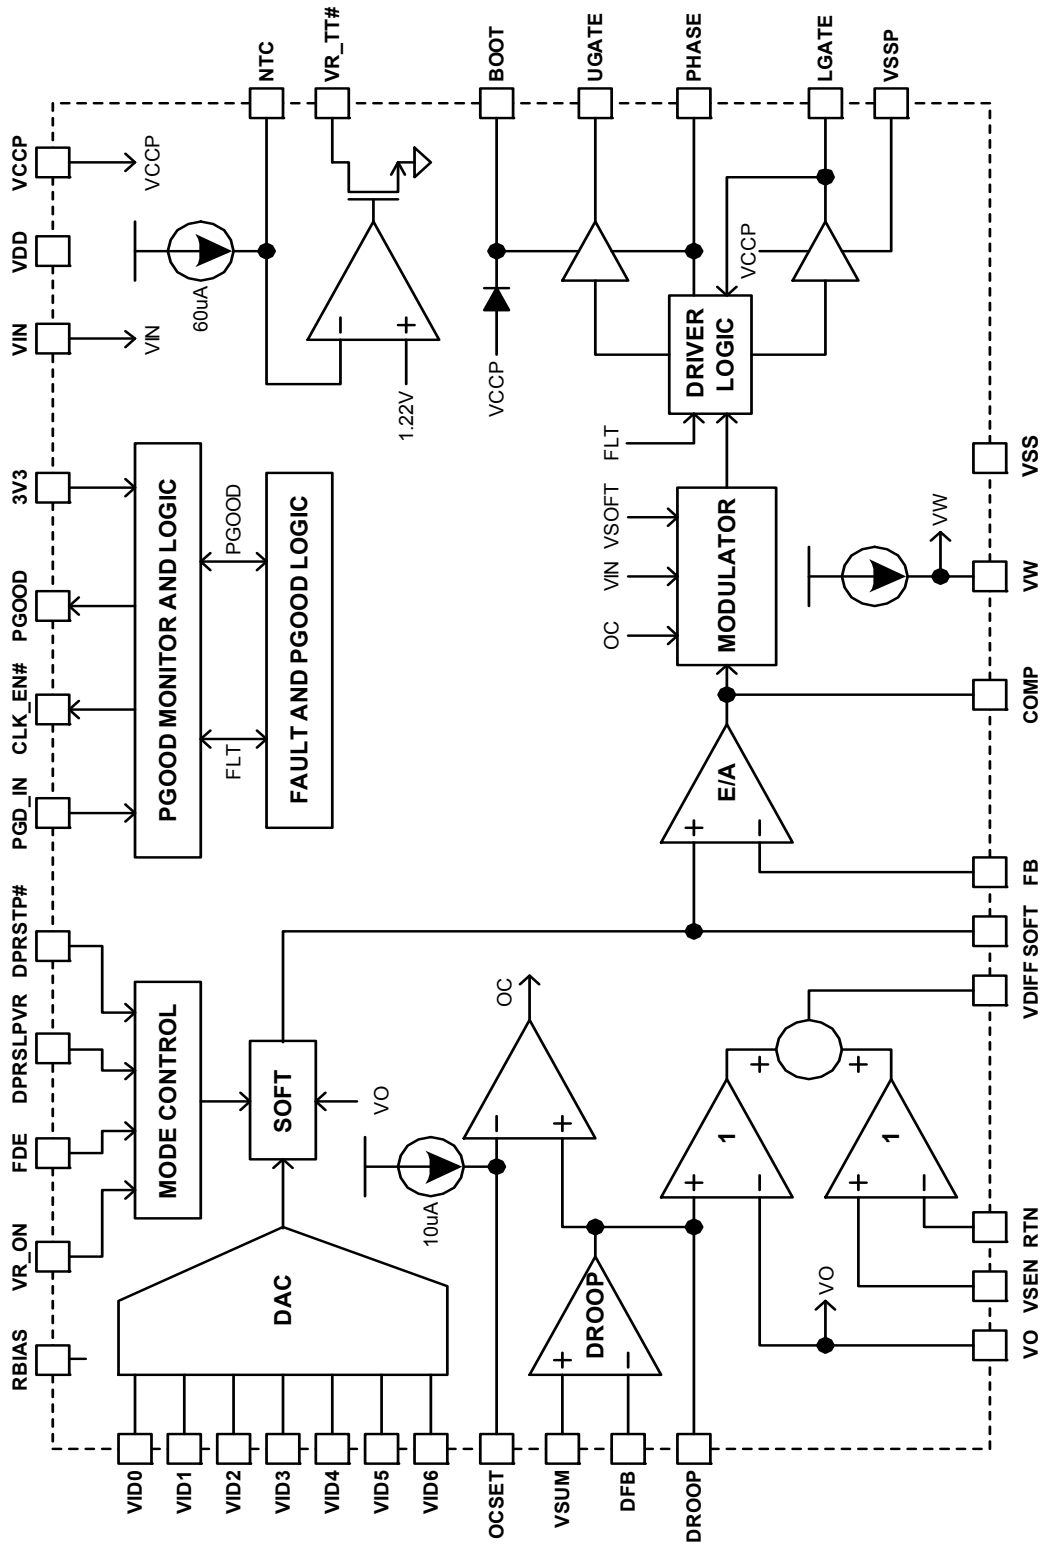 RBIAS
VR_ON
FDE
DPRSLPVR
DPRSTP#
PGD_IN
CLK_EN#
PGOOD
3V3
VIN
VDD
VCCP
MODE CONTROL
PGOOD MONITOR AND LOGIC
VIN
VCCP
FLT
PGOOD
FAULT AND PGOOD LOGIC
60uA
NTC
VR_TT#
1.22V
−
+
VID0
VID1
VID2
VID3
VID4
VID5
VID6
DAC
SOFT
VO
10uA
OC
−
+
VCCP
BOOT
UGATE
PHASE
LGATE
VSSP
OCSET
VSUM
DFB
DROOP
DROOP
+
−
FLT
DRIVER
LOGIC
VCCP
OC
VIN
VSOFT
MODULATOR
E/A
+
−
1
+
−
+
1
+
−
+
VO
VW
VO
VSEN
RTN
VDIFF
SOFT
FB
COMP
VW
VSS